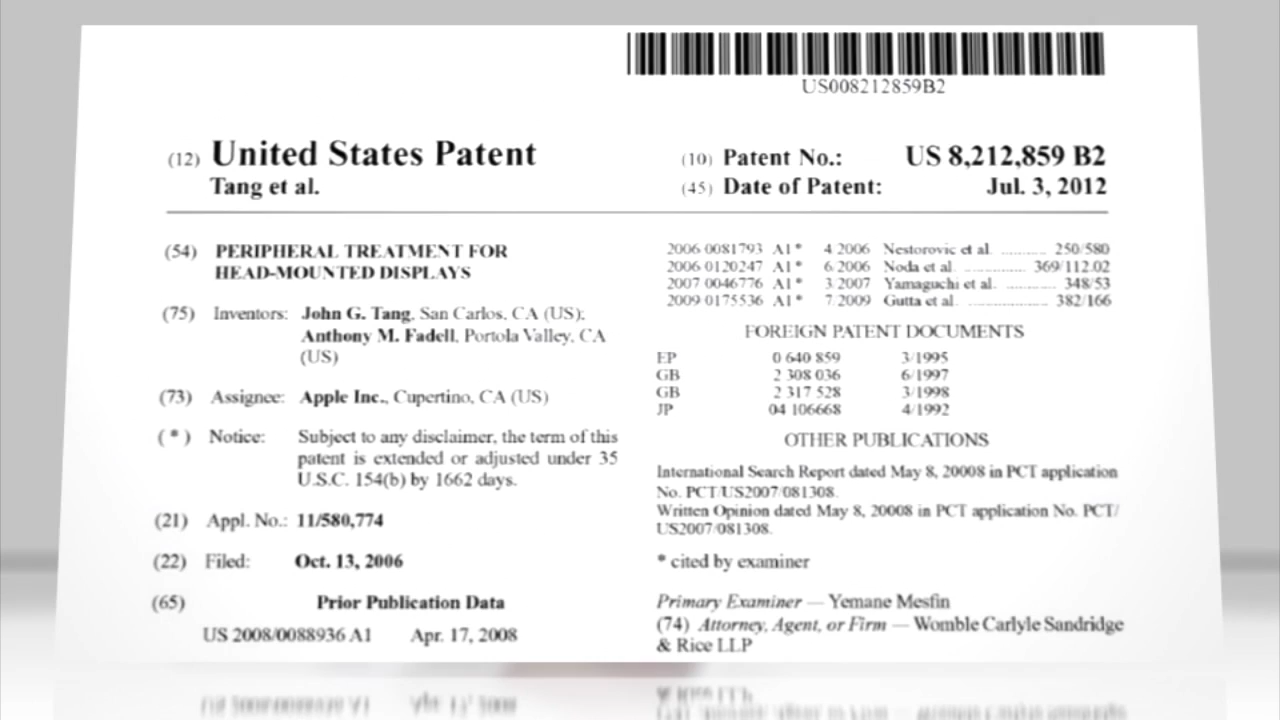 US008212859B2
(12) United States Patent
Tang et al.
(10) Patent No.: US 8,212,859 B2
(45) Date of Patent: Jul. 3, 2012
(54) PERIPHERAL TREATMENT FOR
HEAD-MOUNTED DISPLAYS
(75) Inventors: John G. Tang, San Carlos, CA (US);
Anthony M. Fadell, Portola Valley, CA
(US)
(73) Assignee: Apple Inc., Cupertino, CA (US)
( * ) Notice: Subject to any disclaimer, the term of this
patent is extended or adjusted under 35
U.S.C. 154(b) by 1662 days.
(21) Appl. No.: 11/580,774
(22) Filed: Oct. 13, 2006
(65) Prior Publication Data
US 2008/0088936 A1 Apr. 17, 2008
2006/0081793 A1* 4/2006 Nestorovic et al. ............ 250/580
2006/0120247 A1* 6/2006 Noda et al. ............ 369/112.02
2007/0046776 A1* 3/2007 Yamaguchi et al. ............ 348/53
2009/0175536 A1* 7/2009 Gutta et al. ............ 382/166
FOREIGN PATENT DOCUMENTS
EP 0 640 859 3/1995
GB 2 308 036 6/1997
GB 2 317 528 3/1998
JP 04 106668 4/1992
OTHER PUBLICATIONS
International Search Report dated May 8, 20008 in PCT application
No. PCT/US2007/081308.
Written Opinion dated May 8, 20008 in PCT application No. PCT/
US2007/081308.
* cited by examiner
Primary Examiner — Yemane Mesfin
(74) Attorney, Agent, or Firm — Womble Carlyle Sandridge
& Rice LLP